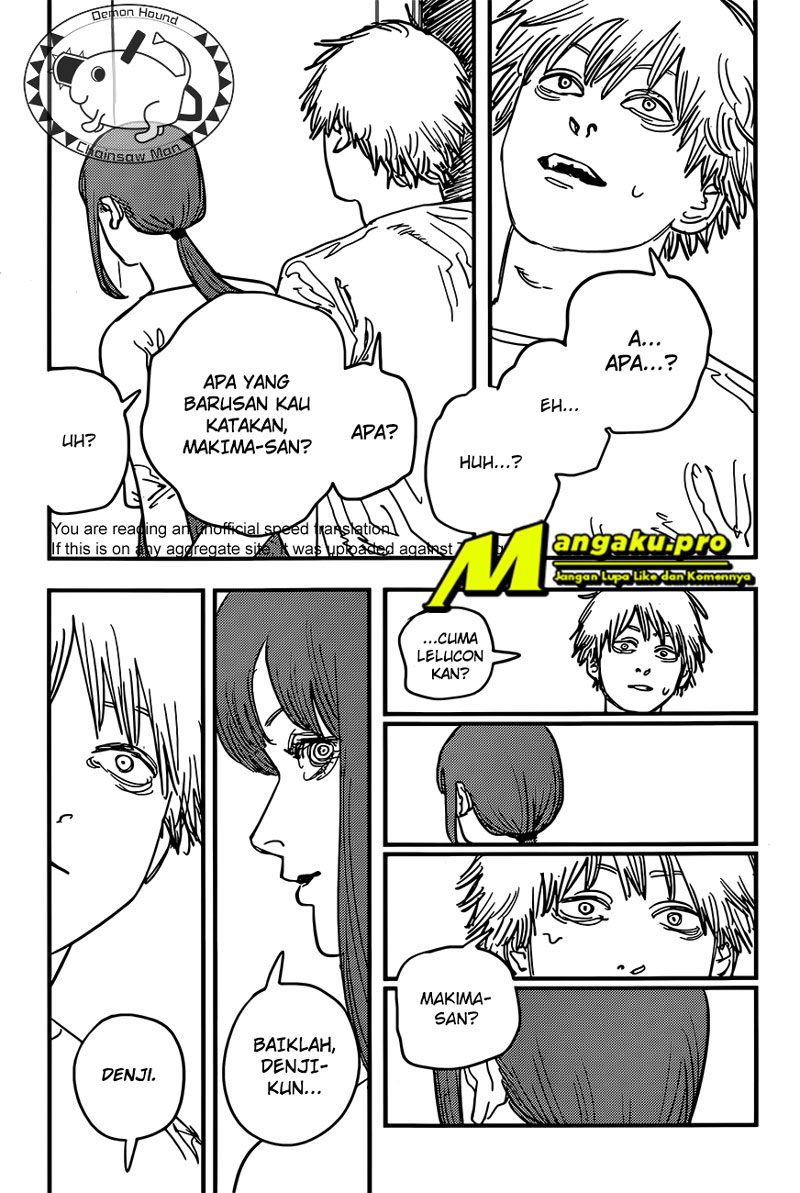 Demon Hound
Chainsaw Man
A...
APA...?
EH...
HUH...?
APA?
APA YANG
BARUSAN KAU
KATAKAN,
MAKIMA-SAN?
UH?
You are reading an unofficial speed translation.
If this is on any aggregate site, it was uploaded against
Mangaku.pro
Jangan Lupa Like dan Komennya
...CUMA
LELUCON
KAN?
MAKIMA-
SAN?
BAIKLAH,
DENJI-
KUN...
DENJI.